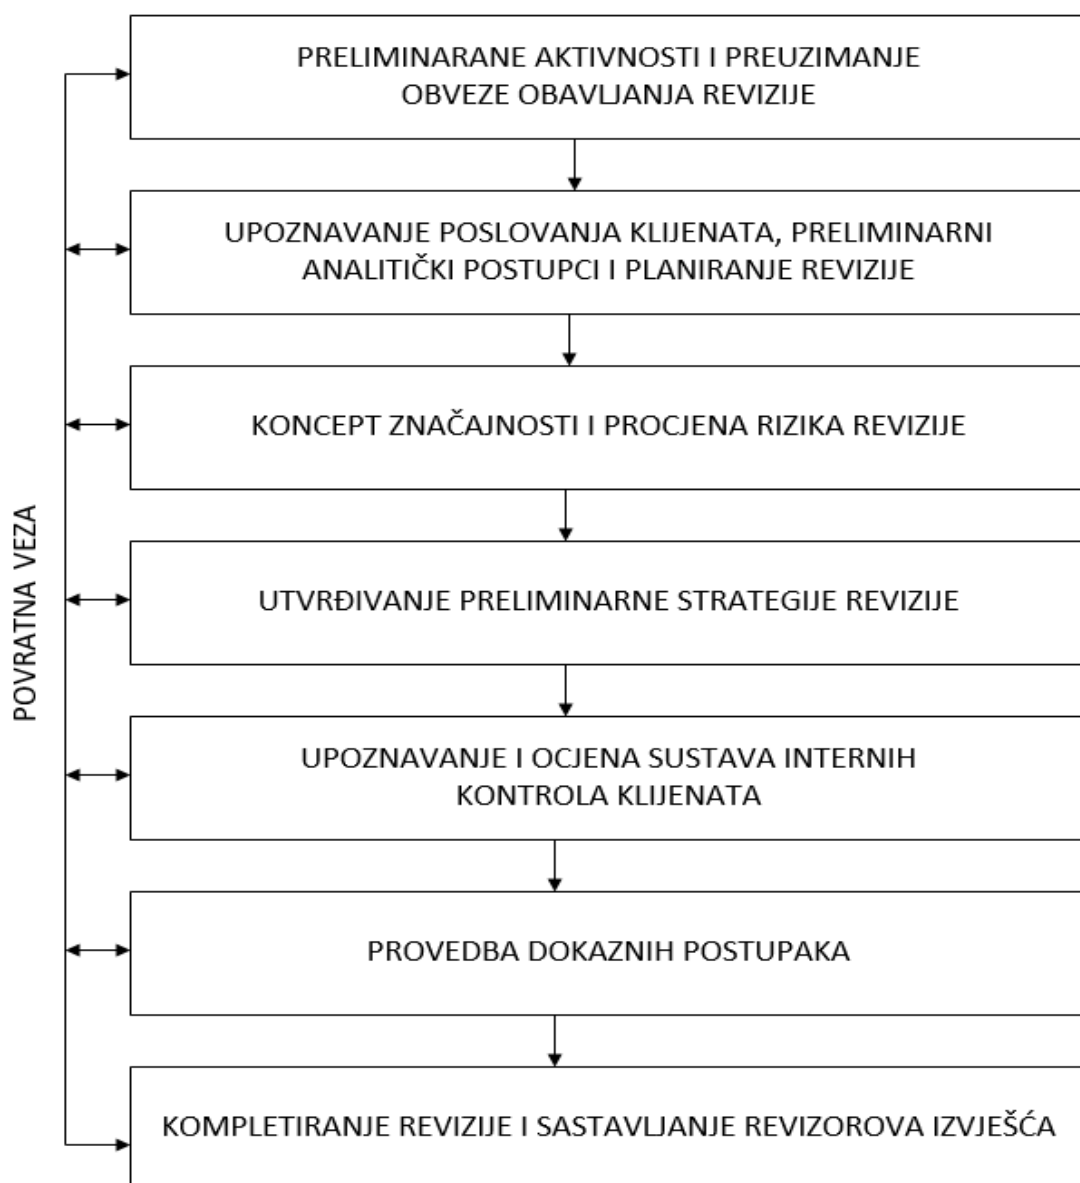 PRELIMINARANE AKTIVNOSTI I PREUZIMANJE
OBVEZE OBAVLJANJA REVIZIJE
UPOZNAVANJE POSLOVANJA KLIJENATA, PRELIMINARNI
ANALITIČKI POSTUPCI I PLANIRANJE REVIZIJE
KONCEPT ZNAČAJNOSTI I PROCJENA RIZIKA REVIZIJE
UTVRĐIVANJE PRELIMINARNE STRATEGIJE REVIZIJE
UPOZNAVANJE I OCJENA SUSTAVA INTERNIH
KONTROLA KLIJENATA
PROVEDBA DOKAZNIH POSTUPAKA
KOMPLETIRANJE REVIZIJE I SASTAVLJANJE REVIZOROVA IZVJEŠĆA
POVRATNA VEZA